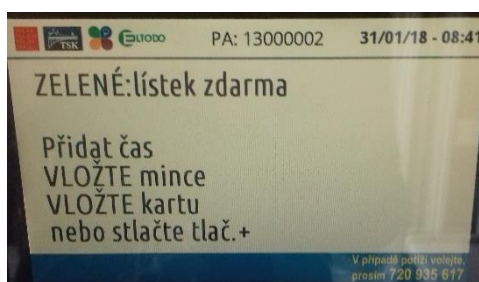 TSK ELTODO PA: 13000002 31/01/18 - 08:41
ZELENÉ:lístek zdarma
Přidat čas
VLOŽTE mince
VLOŽTE kartu
nebo stlačte tlač.+
V případě potíží volejte,
prosím 720 935 617